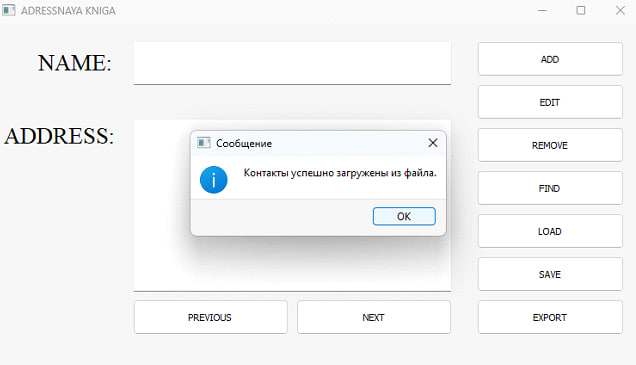 ADRESSNAYA KNIGA
NAME:
ADD
EDIT
ADDRESS:
REMOVE
Сообщение
Контакты успешно загружены из файла.
OK
FIND
LOAD
SAVE
PREVIOUS
NEXT
EXPORT